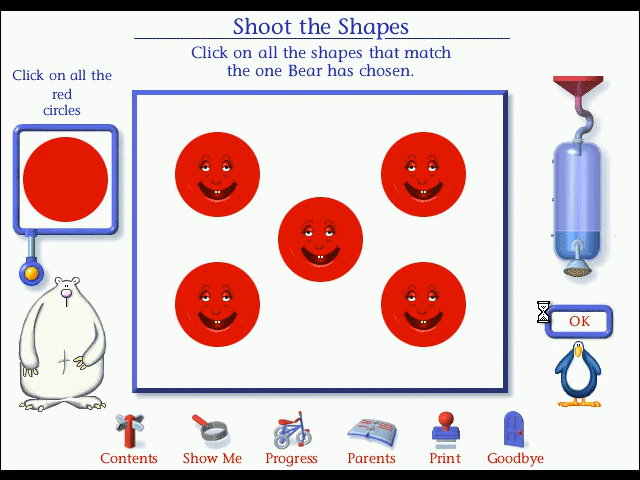 Shoot the Shapes
Click on all the shapes that match
the one Bear has chosen.
Click on all the
red
circles
OK
Contents
Show Me
Progress
Parents
Print
Goodbye